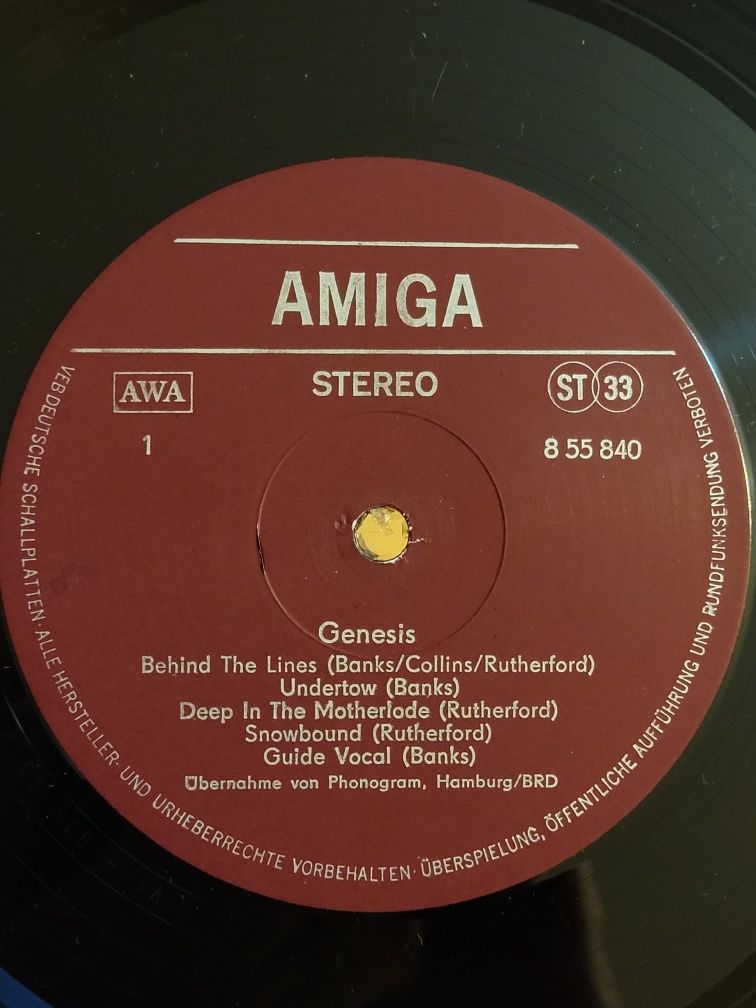 AMIGA
AWA
STEREO
ST 33
1
8 55 840
Genesis
Behind The Lines (Banks/Collins/Rutherford)
Undertow (Banks)
Deep In The Motherlode (Rutherford)
Snowbound (Rutherford)
Guide Vocal (Banks)
Übernahme von Phonogram, Hamburg/BRD
VEB DEUTSCHE SCHALLPLATTEN · ALLE HERSTELLER- UND URHEBERRECHTE VORBEHALTEN · ÜBERSPIELUNG, ÖFFENTLICHE AUFFÜHRUNG UND RUNDFUNKSENDUNG VERBOTEN